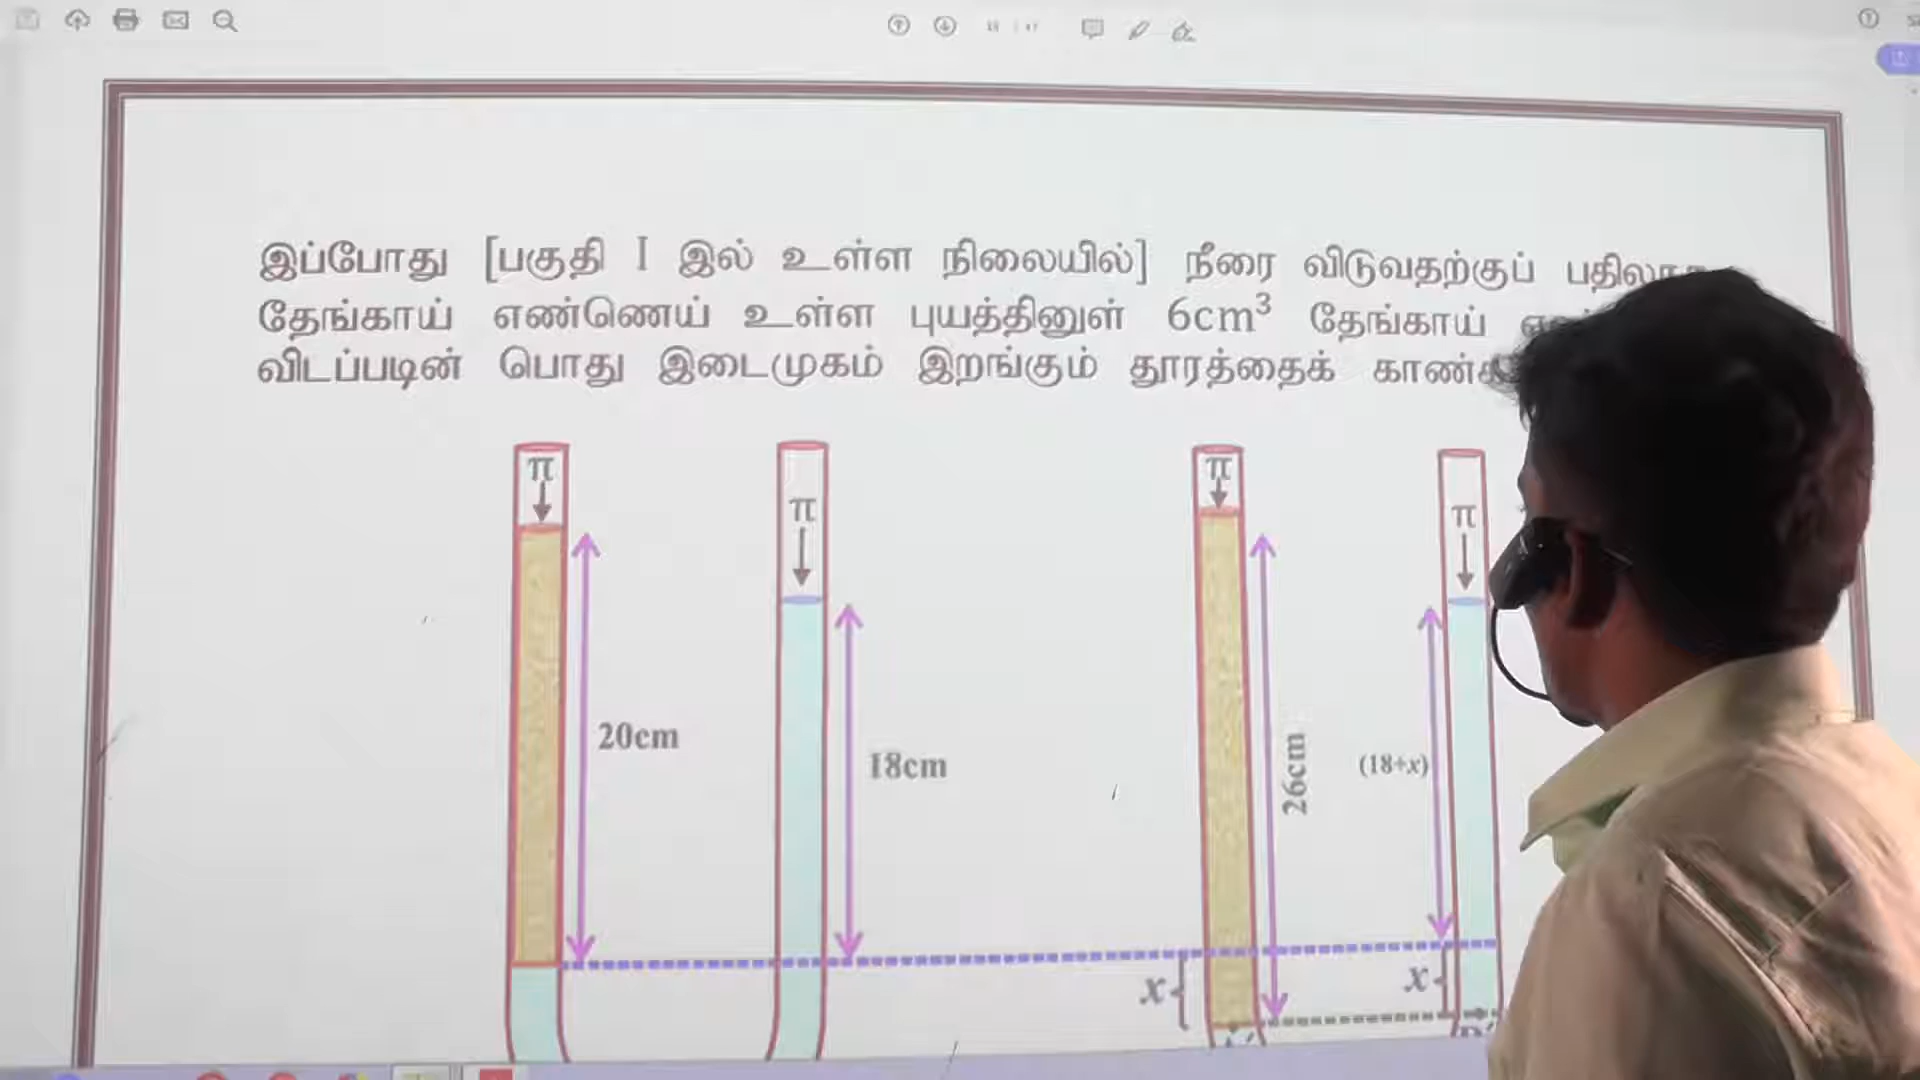 இப்போது [பகுதி I இல் உள்ள நிலையில்] நீரை விடுவதற்குப்
தேங்காய் எண்ணெய் உள்ள புயத்தினுள் 6cm³ தேங்காய்
விடப்படின் பொது இடைமுகம் இறங்கும் தூரத்தைக்
π
π
π
π
20cm
18cm
26cm
(18+x)
x
x